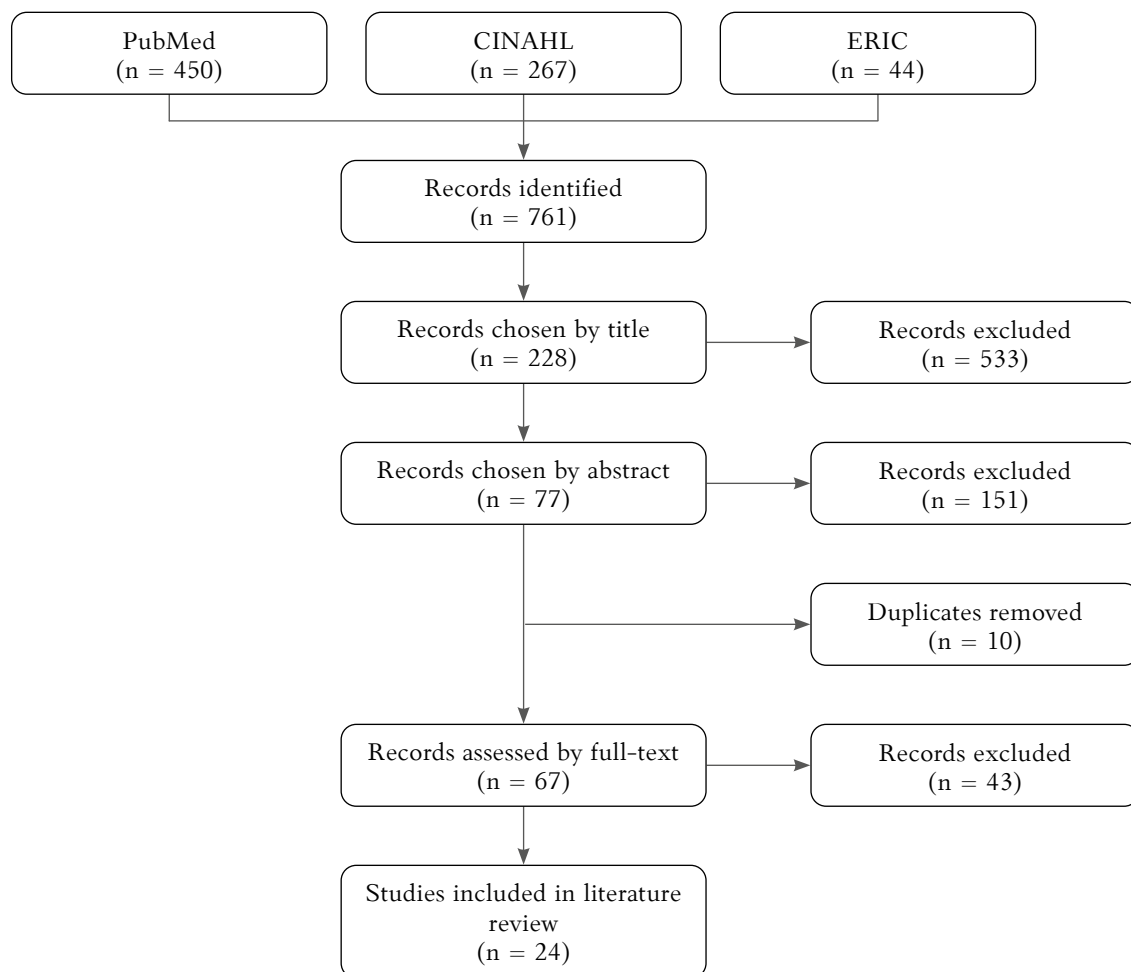 PubMed
(n = 450)
CINAHL
(n = 267)
ERIC
(n = 44)
Records identified
(n = 761)
Records chosen by title
(n = 228)
Records excluded
(n = 533)
Records chosen by abstract
(n = 77)
Records excluded
(n = 151)
Duplicates removed
(n = 10)
Records assessed by full-text
(n = 67)
Records excluded
(n = 43)
Studies included in literature
review
(n = 24)